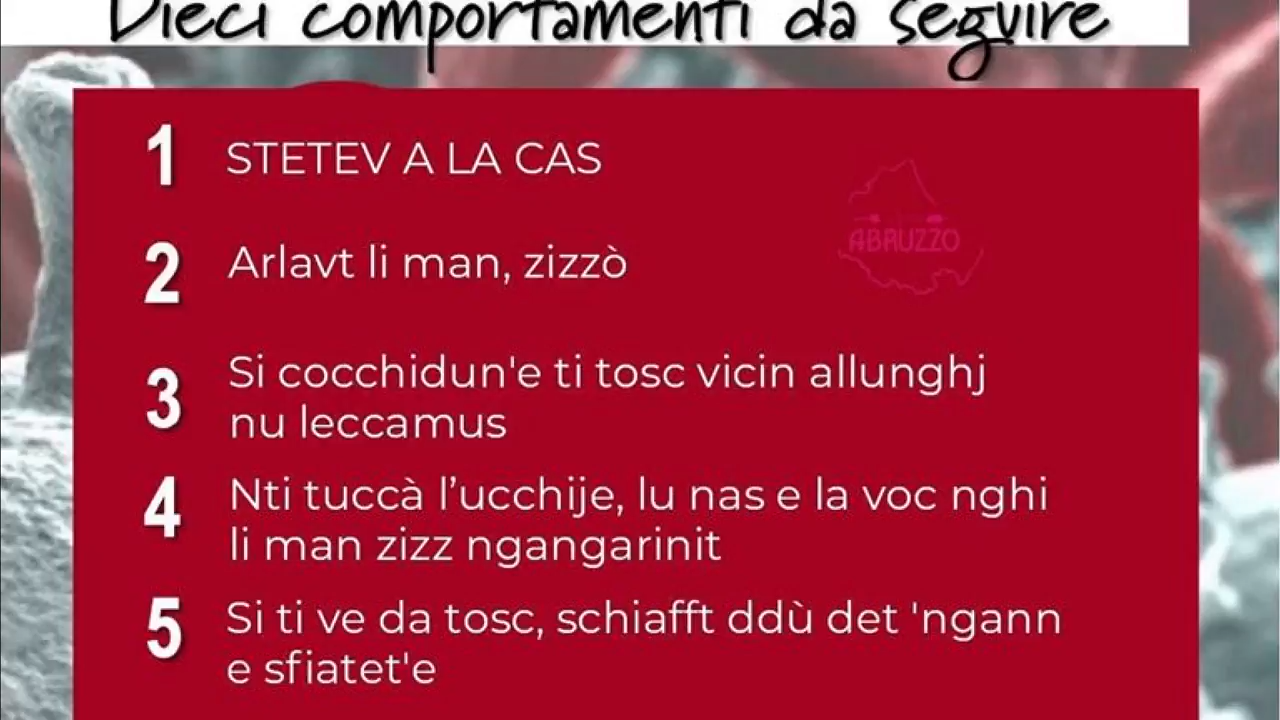 Dieci comportamenti da seguire
1 STETEV A LA CAS
ABRUZZO
2 Arlavt li man, zizzò
3 Si cocchidun'e ti tosc vicin allunghj
nu leccamus
4 Nti tuccà l’ucchije, lu nas e la voc nghi
li man zizz ngangarinit
5 Si ti ve da tosc, schiafft ddù det 'ngann
e sfiatet'e